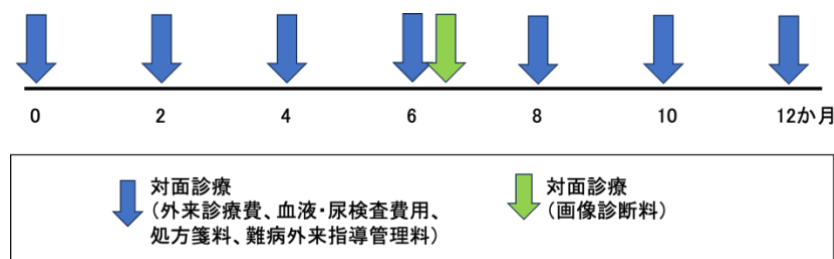 0 2 4 6 8 10 12か月
対面診療
(外来診療費、血液・尿検査費用、
処方箋料、難病外来指導管理料)
対面診療
(画像診断料)